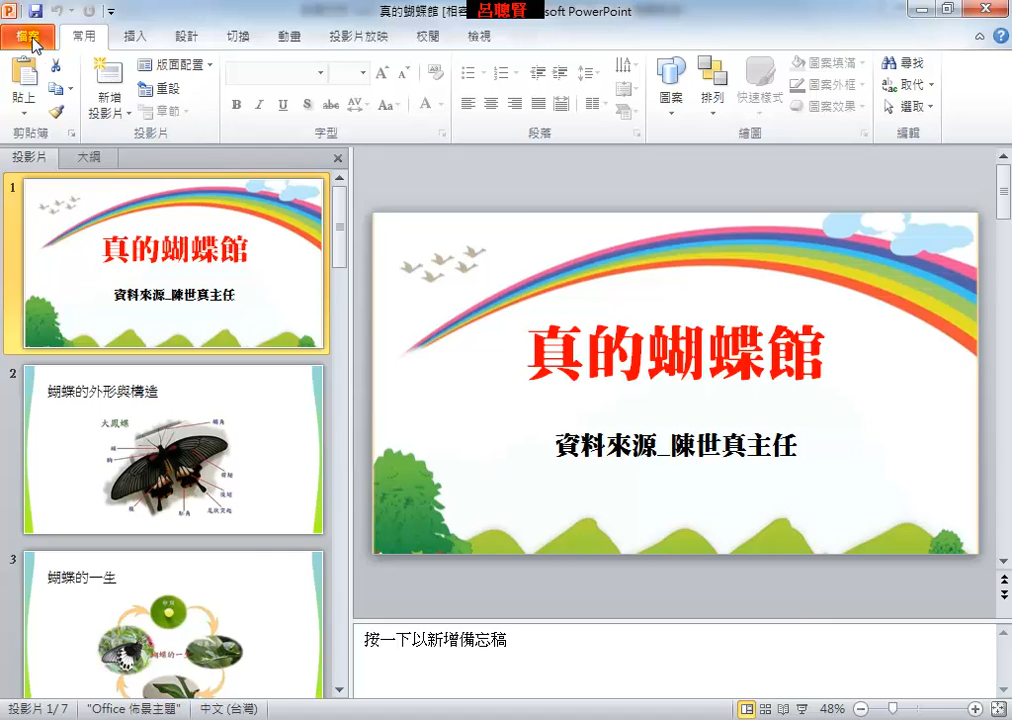 真的蝴蝶館 [相容
呂聰賢
soft PowerPoint
檔案 常用 插入 設計 切換 動畫 投影片放映 校閱 檢視
貼上
剪貼簿
新增
投影片
版面配置
重設
章節
投影片
B I U S abc AV Aa A
字型
段落
圖案
排列
快速樣式
圖案填滿
圖案外框
圖案效果
繪圖
尋找
取代
選取
編輯
投影片 大綱
1
真的蝴蝶館
資料來源_陳世真主任
2
蝴蝶的外形與構造
大鳳蝶
3
蝴蝶的一生
真的蝴蝶館
資料來源_陳世真主任
按一下以新增備忘稿
投影片 1/7 "Office 佈景主題" 中文 (台灣) 48%